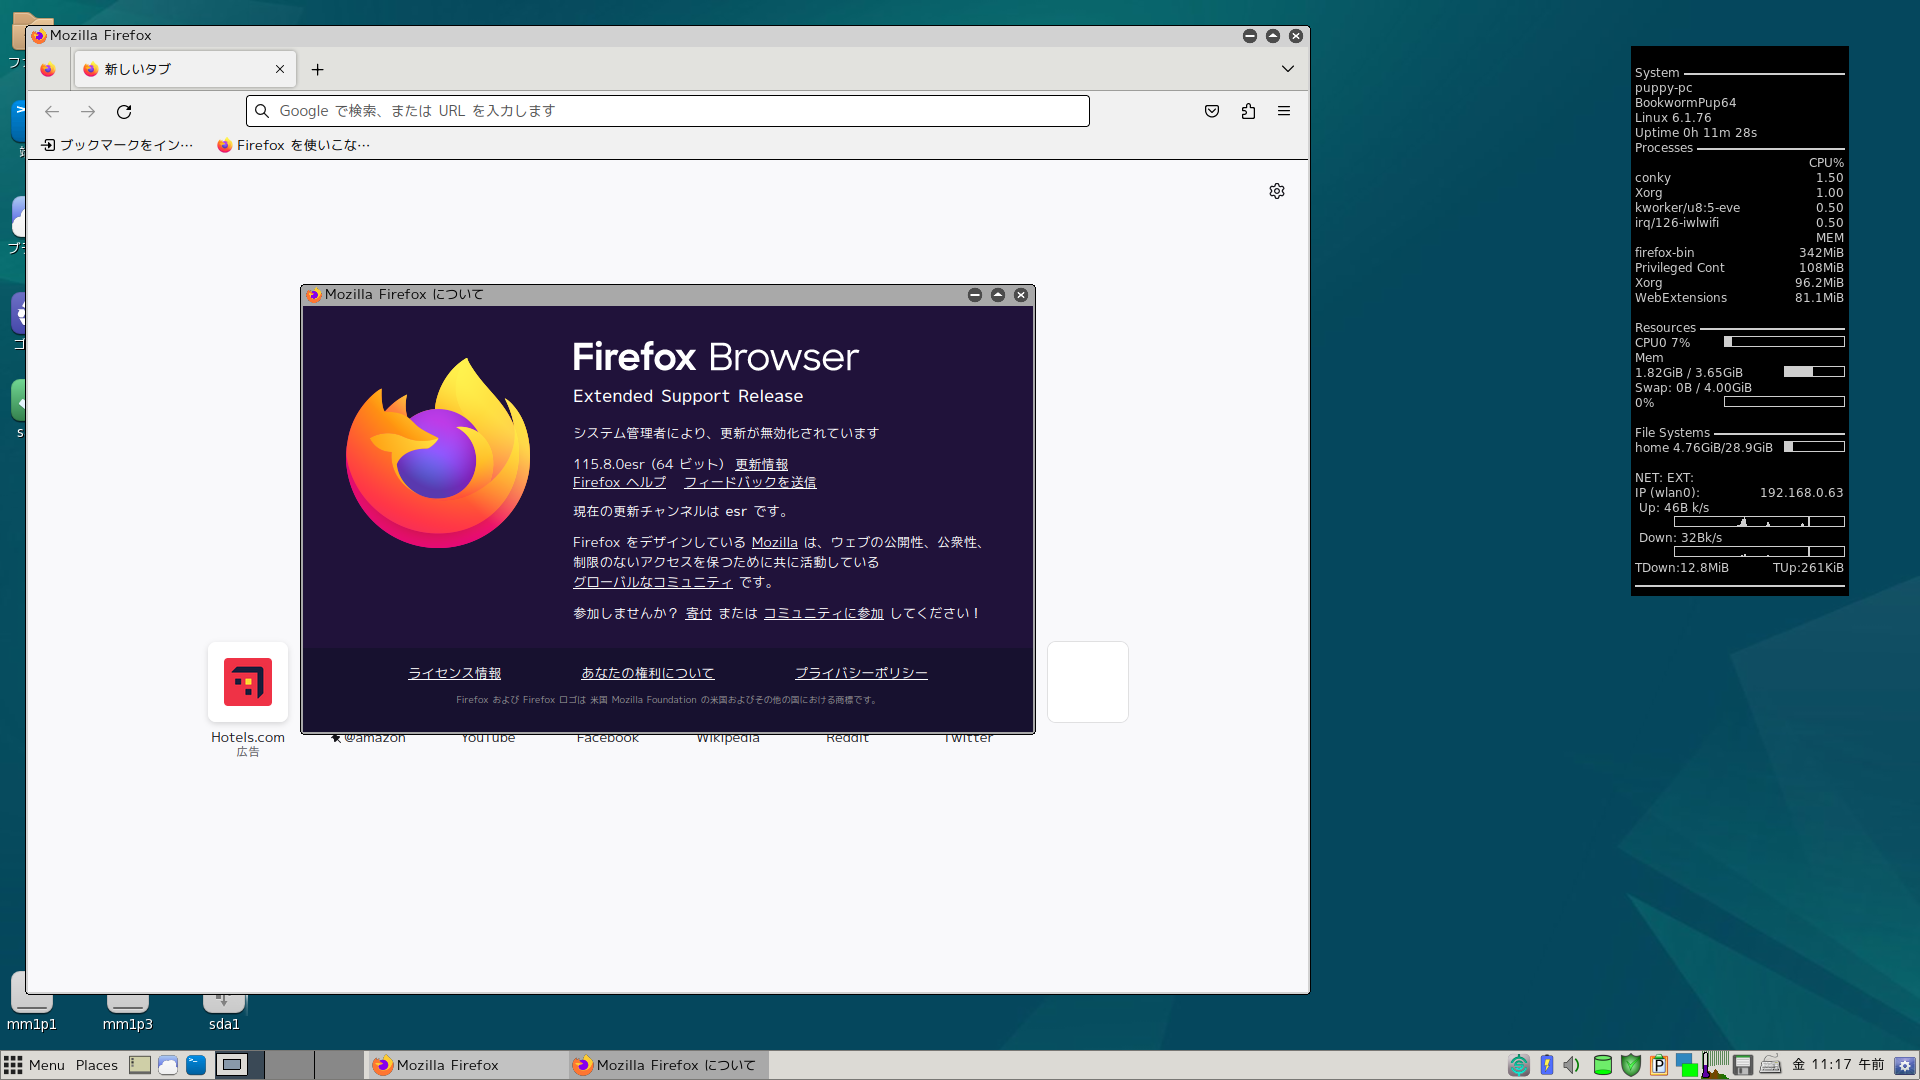 Mozilla Firefox
新しいタブ
Google で検索、または URL を入力します
ブックマークをイン…
Firefox を使いこな…
Mozilla Firefox について
Firefox Browser
Extended Support Release
システム管理者により、更新が無効化されています
115.8.0esr (64 ビット) 更新情報
Firefox ヘルプ フィードバックを送信
現在の更新チャンネルは esr です。
Firefox をデザインしている Mozilla は、ウェブの公開性、公衆性、
制限のないアクセスを保つために共に活動している
グローバルなコミュニティ です。
参加しませんか? 寄付 または コミュニティに参加 してください!
ライセンス情報 あなたの権利について プライバシーポリシー
Firefox および Firefox ロゴは 米国 Mozilla Foundation の米国およびその他の国における商標です。
Hotels.com
広告
@amazon
YouTube
Facebook
Wikipedia
Reddit
Twitter
System
puppy-pc
BookwormPup64
Linux 6.1.76
Uptime 0h 11m 28s
Processes
CPU%
conky 1.50
Xorg 1.00
kworker/u8:5-eve 0.50
irq/126-iwlwifi 0.50
MEM
firefox-bin 342MiB
Privileged Cont 108MiB
Xorg 96.2MiB
WebExtensions 81.1MiB
Resources
CPU0 7%
Mem
1.82GiB / 3.65GiB
Swap: 0B / 4.00GiB
0%
File Systems
home 4.76GiB/28.9GiB
NET: EXT:
IP (wlan0): 192.168.0.63
Up: 46B k/s
Down: 32Bk/s
TDown:12.8MiB TUp:261KiB
mm1p1
mm1p3
sda1
Menu Places
Mozilla Firefox
Mozilla Firefox について
金 11:17 午前